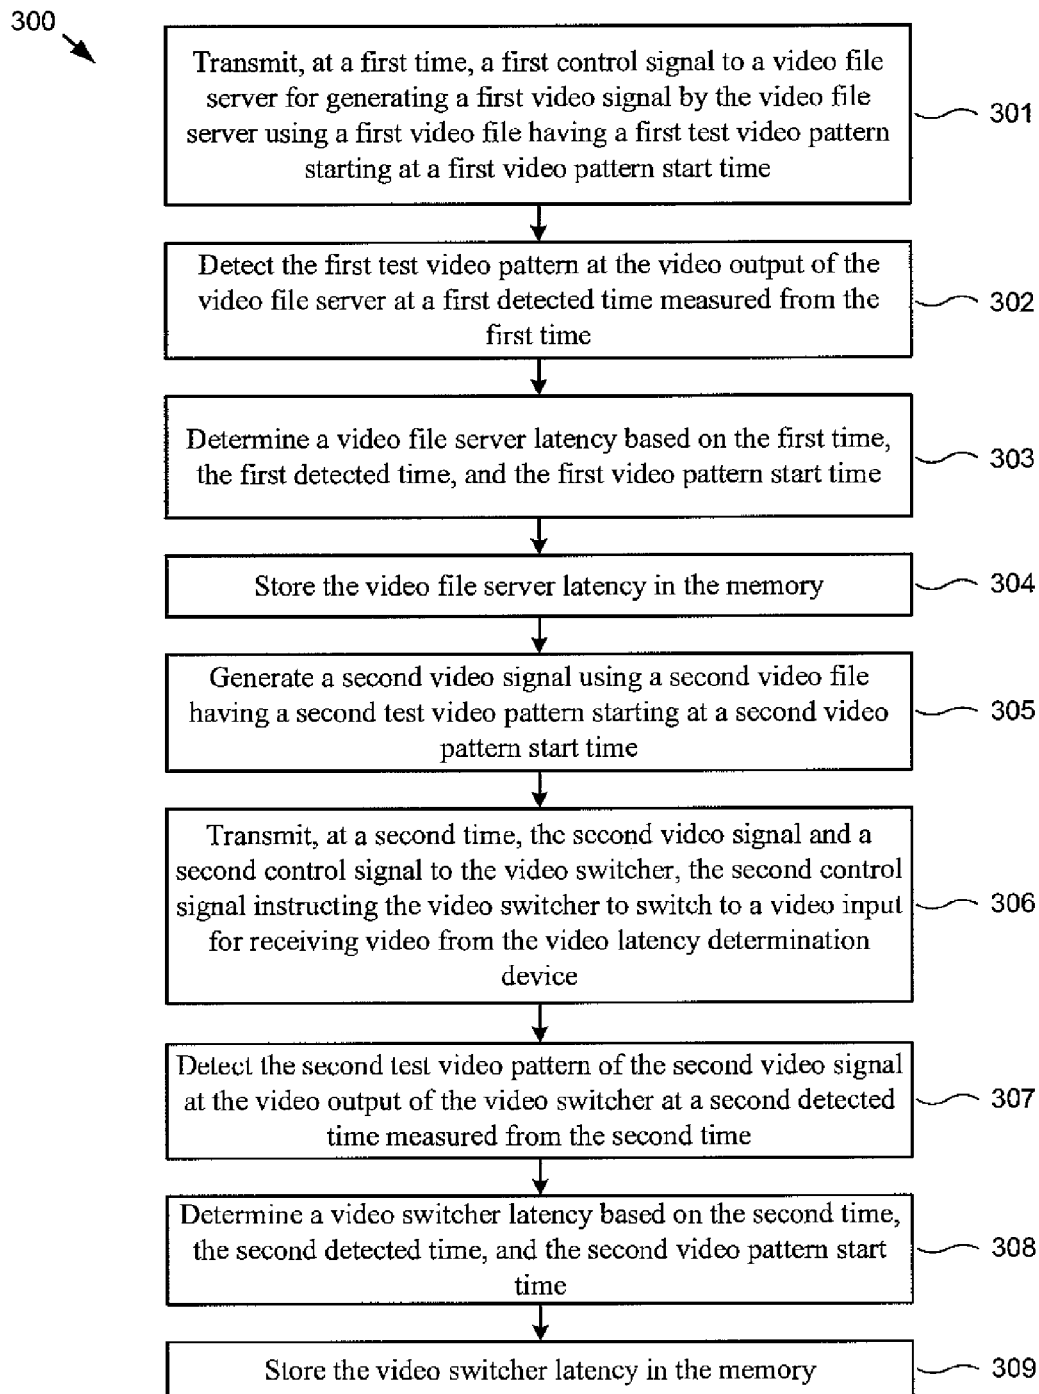 300
Transmit, at a first time, a first control signal to a video file
server for generating a first video signal by the video file
server using a first video file having a first test video pattern
starting at a first video pattern start time
301
Detect the first test video pattern at the video output of the
video file server at a first detected time measured from the
first time
302
Determine a video file server latency based on the first time,
the first detected time, and the first video pattern start time
303
Store the video file server latency in the memory
304
Generate a second video signal using a second video file
having a second test video pattern starting at a second video
pattern start time
305
Transmit, at a second time, the second video signal and a
second control signal to the video switcher, the second control
signal instructing the video switcher to switch to a video input
for receiving video from the video latency determination
device
306
Detect the second test video pattern of the second video signal
at the video output of the video switcher at a second detected
time measured from the second time
307
Determine a video switcher latency based on the second time,
the second detected time, and the second video pattern start
time
308
Store the video switcher latency in the memory
309